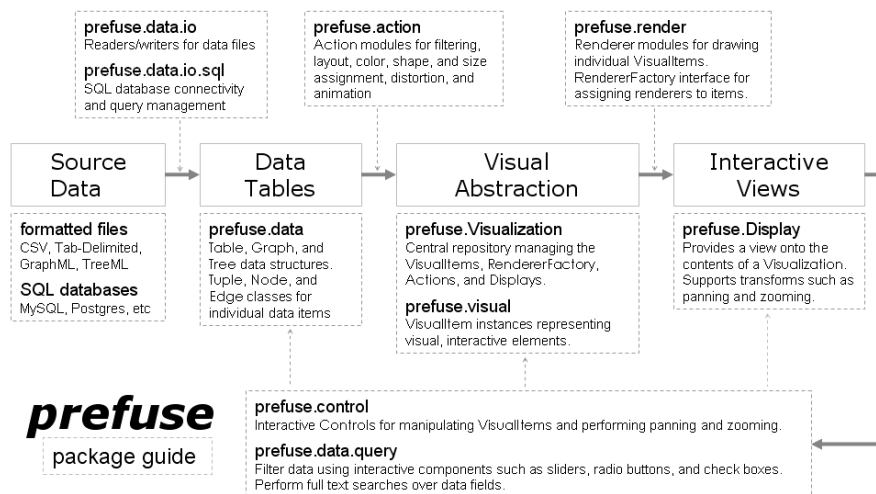 prefuse.data.io
Readers/writers for data files
prefuse.data.io.sql
SQL database connectivity
and query management
prefuse.action
Action modules for filtering,
layout, color, shape, and size
assignment, distortion, and
animation
prefuse.render
Renderer modules for drawing
individual VisualItems.
RendererFactory interface for
assigning renderers to items.
Source
Data
Data
Tables
Visual
Abstraction
Interactive
Views
formatted files
CSV, Tab-Delimited,
GraphML, TreeML
SQL databases
MySQL, Postgres, etc
prefuse.data
Table, Graph, and
Tree data structures.
Tuple, Node, and
Edge classes for
individual data items
prefuse.Visualization
Central repository managing the
VisualItems, RendererFactory,
Actions, and Displays.
prefuse.visual
VisualItem instances representing
visual, interactive elements.
prefuse.Display
Provides a view onto the
contents of a Visualization.
Supports transforms such as
panning and zooming.
prefuse
package guide
prefuse.control
Interactive Controls for manipulating VisualItems and performing panning and zooming.
prefuse.data.query
Filter data using interactive components such as sliders, radio buttons, and check boxes.
Perform full text searches over data fields.